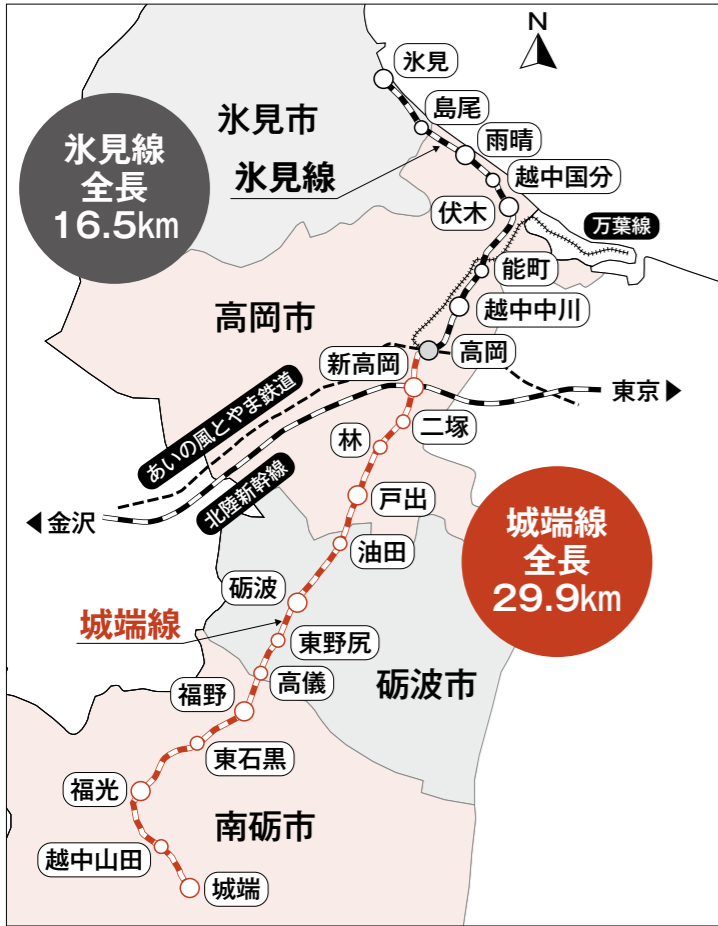 N
氷見
島尾
氷見市
雨晴
氷見線
全長
16.5km
氷見線
越中国分
伏木
万葉線
能町
高岡市
越中中川
高岡
新高岡
東京▶
あいの風とやま鉄道
二塚
林
北陸新幹線
戸出
◀金沢
城端線
全長
29.9km
油田
砺波
城端線
東野尻
砺波市
高儀
福野
東石黒
福光
南砺市
越中山田
城端